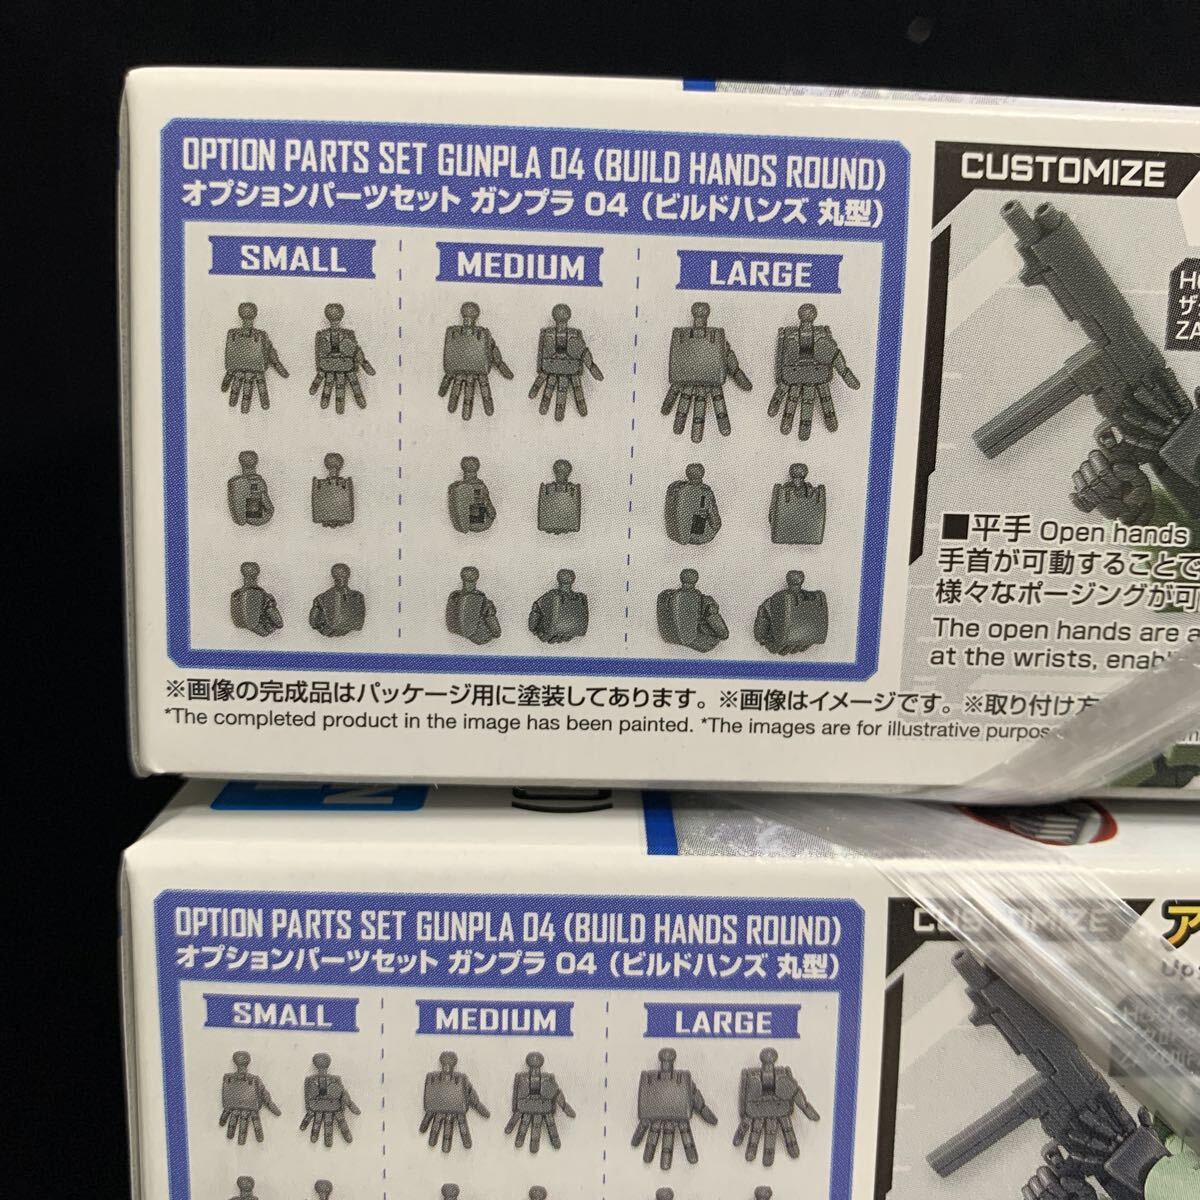 OPTION PARTS SET GUNPLA 04 (BUILD HANDS ROUND)
オプションパーツセット ガンプラ 04 (ビルドハンズ 丸型)
SMALL
MEDIUM
LARGE
CUSTOMIZE
ZA
■平手 Open hands
手首が可動することで
様々なポージングが可
The open hands are a
at the wrists, enab
※画像の完成品はパッケージ用に塗装してあります。※画像はイメージです。※取り付け方
*The completed product in the image has been painted. *The images are for illustrative purpos
OPTION PARTS SET GUNPLA 04 (BUILD HANDS ROUND)
オプションパーツセット ガンプラ 04 (ビルドハンズ 丸型)
SMALL
MEDIUM
LARGE
CUSTOMIZE
ア